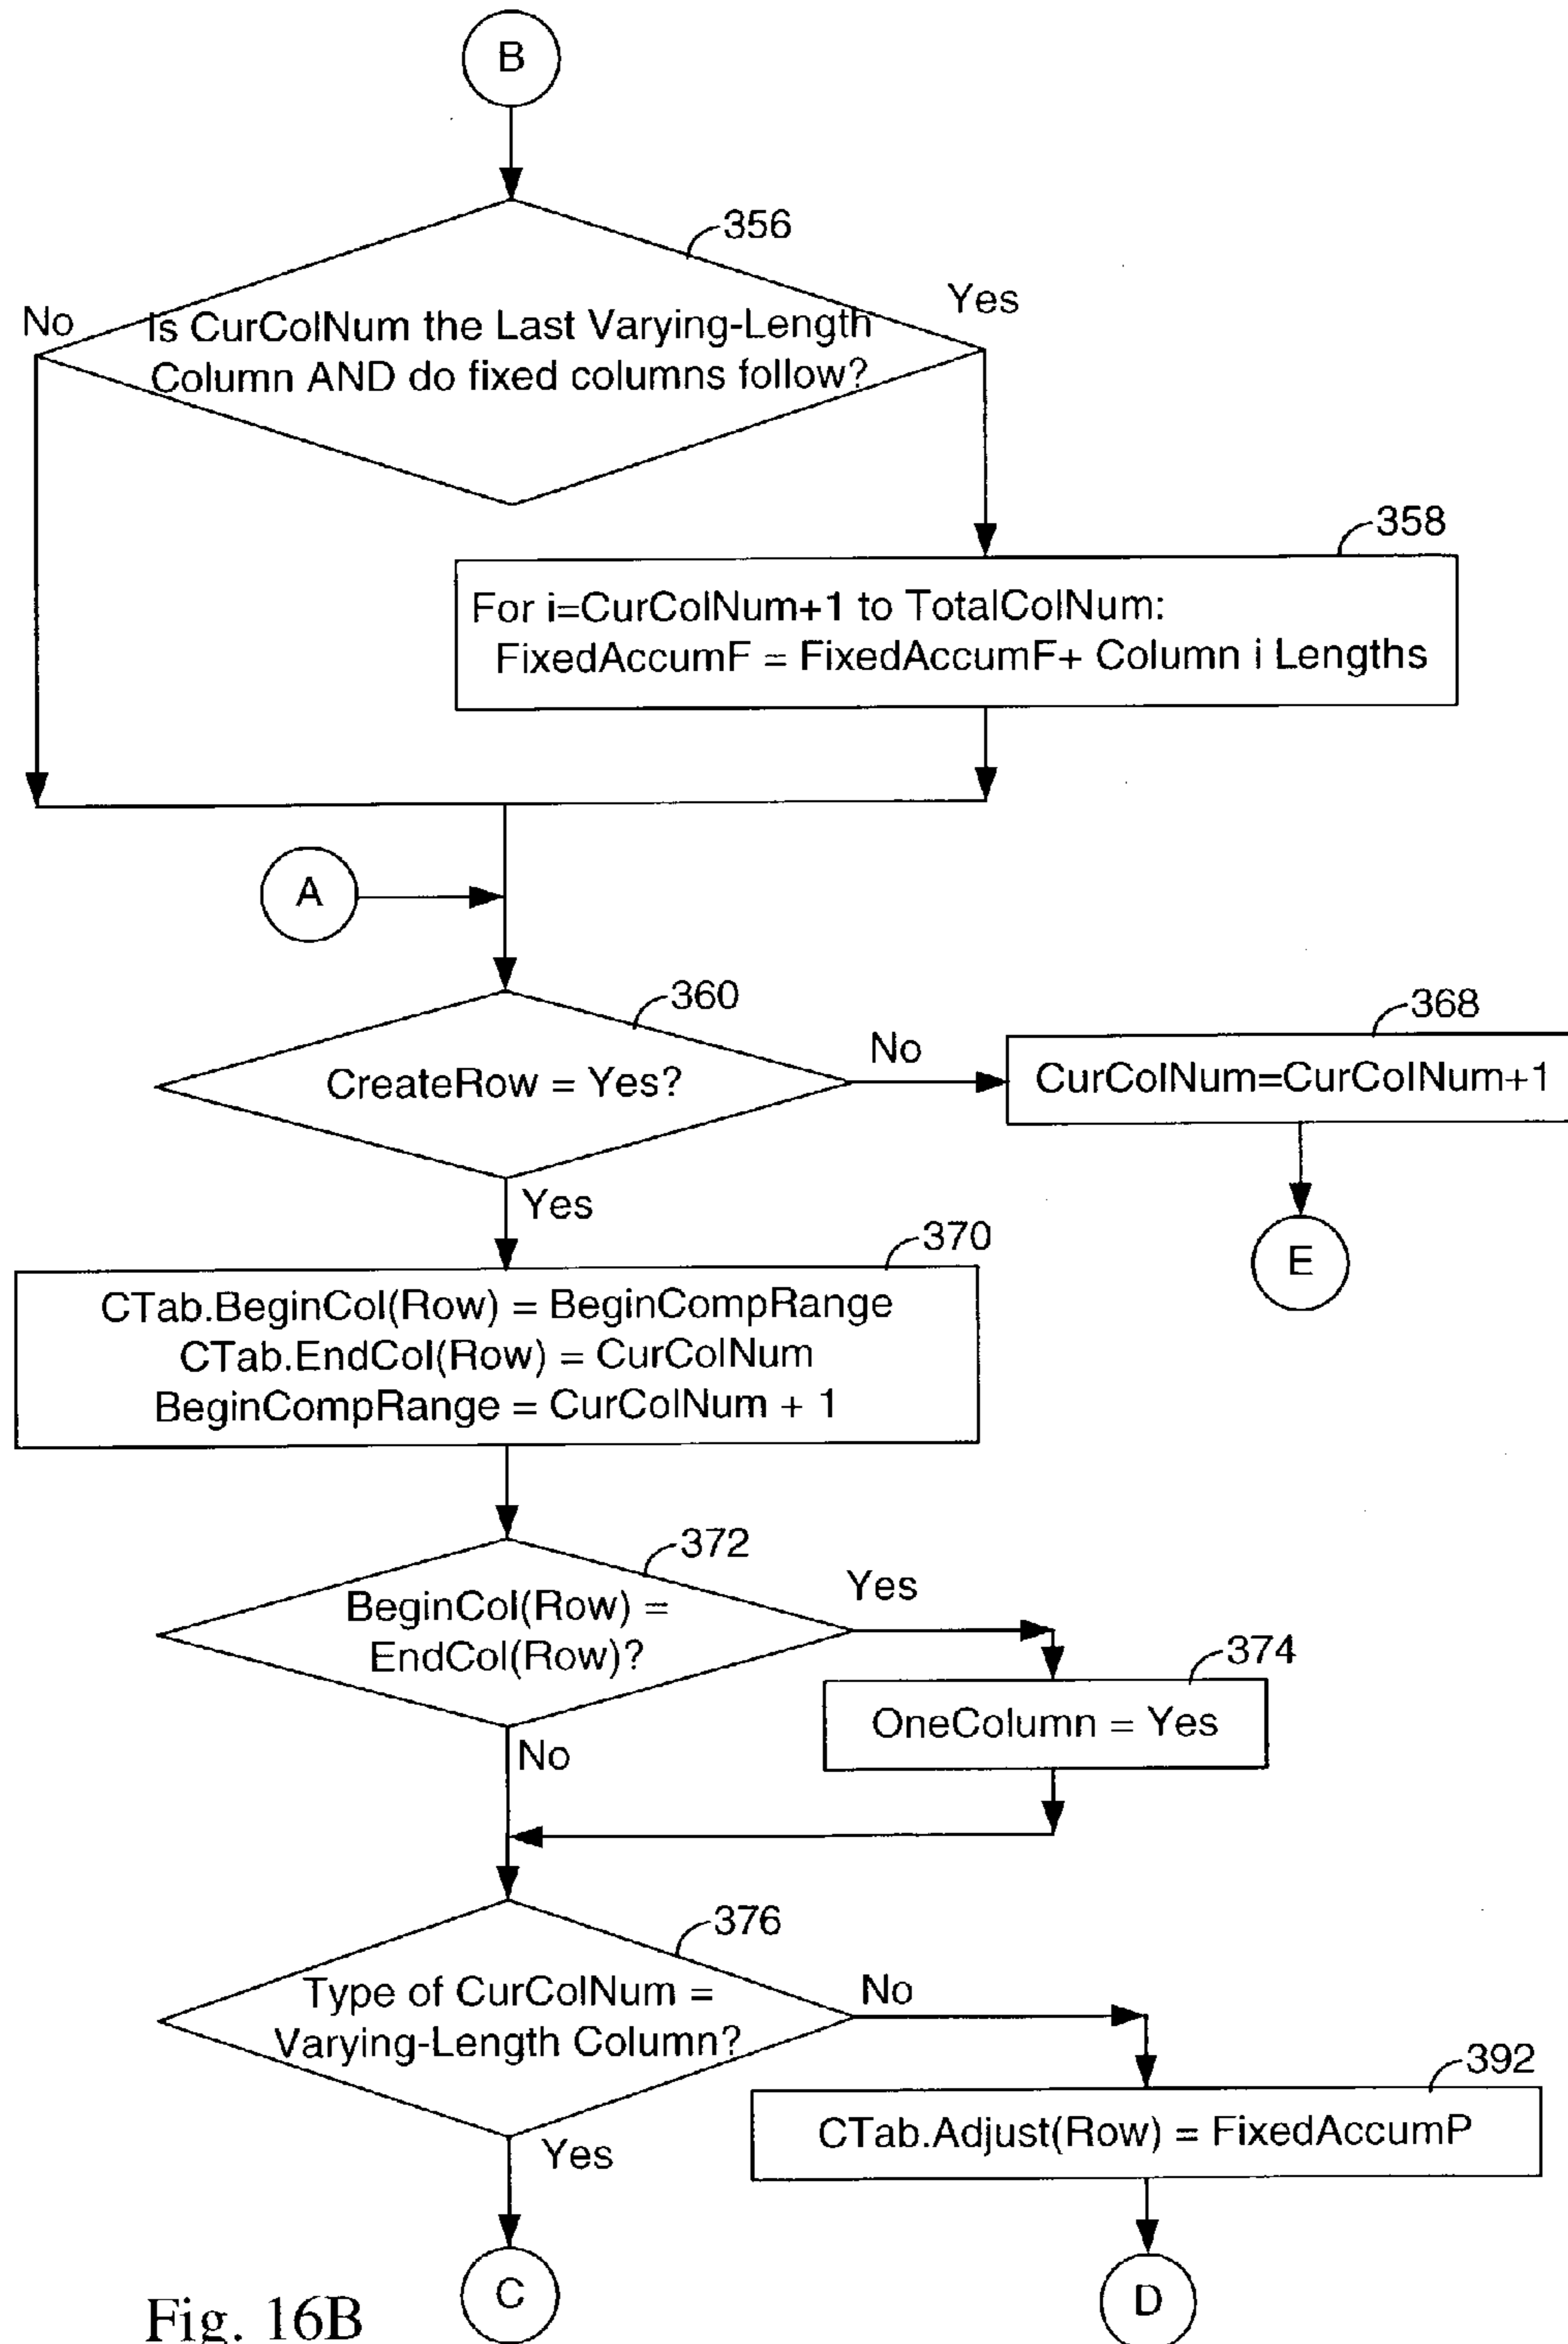 B
356
No
Yes
Is CurColNum the Last Varying-Length
Column AND do fixed columns follow?
358
For i=CurColNum+1 to TotalColNum:
FixedAccumF = FixedAccumF+ Column i Lengths
A
360
368
No
CreateRow = Yes?
CurColNum=CurColNum+1
Yes
370
E
CTab.BeginCol(Row) = BeginCompRange
CTab.EndCol(Row) = CurColNum
BeginCompRange = CurColNum + 1
372
Yes
BeginCol(Row) =
EndCol(Row)?
374
OneColumn = Yes
No
376
No
Type of CurColNum =
Varying-Length Column?
392
CTab.Adjust(Row) = FixedAccumP
Yes
C
D
Fig. 16B